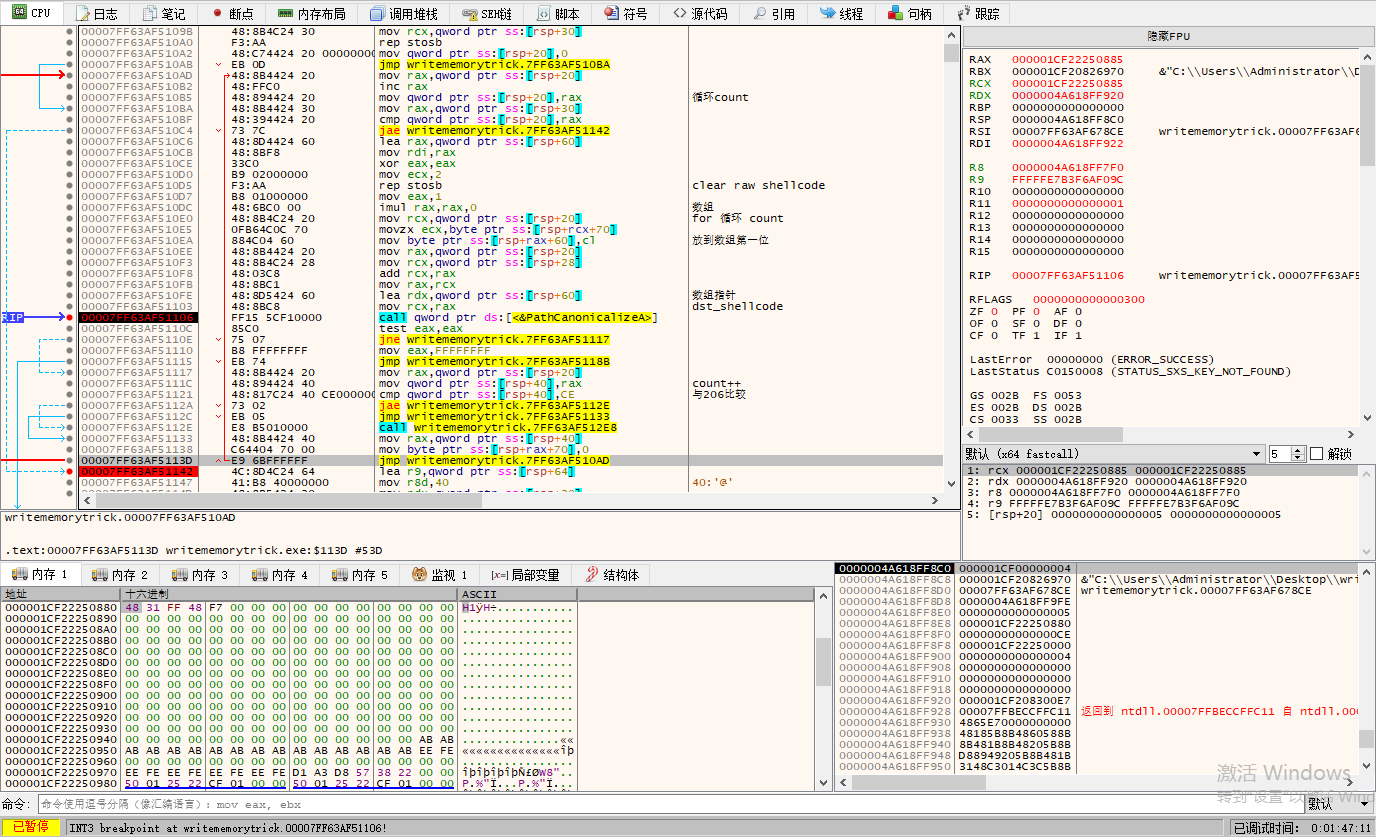 CPU 日志 笔记 断点 内存布局 调用堆栈 SEH链 脚本 符号 源代码 引用 线程 句柄 跟踪
00007FF63AF5109B 48:8B4C24 30 mov rcx,qword ptr ss:[rsp+30]
F3:AA rep stosb
00007FF63AF510A2 48:C74424 20 00000000 mov qword ptr ss:[rsp+20],0
00007FF63AF510AB EB 0D jmp writememorytrick.7FF63AF510BA
00007FF63AF510AD 48:8B4424 20 mov rax,qword ptr ss:[rsp+20]
00007FF63AF510B2 48:FFC0 inc rax
00007FF63AF510B5 48:894424 20 mov qword ptr ss:[rsp+20],rax 循环count
00007FF63AF510BA 48:8B4424 30 mov rax,qword ptr ss:[rsp+30]
00007FF63AF510BF 48:394424 20 cmp qword ptr ss:[rsp+20],rax
00007FF63AF510C4 73 7C jae writememorytrick.7FF63AF51142
00007FF63AF510C6 48:8D4424 60 lea rax,qword ptr ss:[rsp+60]
00007FF63AF510CB 48:8BF8 mov rdi,rax
00007FF63AF510CE 33C0 xor eax,eax
00007FF63AF510D0 B9 02000000 mov ecx,2
00007FF63AF510D5 F3:AA rep stosb clear raw shellcode
00007FF63AF510D7 B8 01000000 mov eax,1
00007FF63AF510DC 48:6BC0 00 imul rax,rax,0 数组
00007FF63AF510E0 48:8B4C24 20 mov rcx,qword ptr ss:[rsp+20] for 循环 count
00007FF63AF510E5 0FB64C0C 70 movzx ecx,byte ptr ss:[rsp+rcx+70]
00007FF63AF510EA 884C04 60 mov byte ptr ss:[rsp+rax+60],cl 放到数组第一位
00007FF63AF510EE 48:8B4424 20 mov rax,qword ptr ss:[rsp+20]
00007FF63AF510F3 48:8B4C24 28 mov rcx,qword ptr ss:[rsp+28]
00007FF63AF510F8 48:03C8 add rcx,rax
00007FF63AF510FB 48:8BC1 mov rax,rcx
00007FF63AF510FE 48:8D5424 60 lea rdx,qword ptr ss:[rsp+60] 数组指针
00007FF63AF51103 48:8BC8 mov rcx,rax dst_shellcode
RIP 00007FF63AF51106 FF15 5CF10000 call qword ptr ds:[<&PathCanonicalizeA>]
00007FF63AF5110C 85C0 test eax,eax
00007FF63AF5110E 75 07 jne writememorytrick.7FF63AF51117
00007FF63AF51110 B8 FFFFFFFF mov eax,FFFFFFFF
00007FF63AF51115 EB 74 jmp writememorytrick.7FF63AF5118B
00007FF63AF51117 48:8B4424 20 mov rax,qword ptr ss:[rsp+20]
00007FF63AF5111C 48:894424 40 mov qword ptr ss:[rsp+40],rax count++
00007FF63AF51121 48:817C24 40 CE00000 cmp qword ptr ss:[rsp+40],CE 与206比较
00007FF63AF5112A 73 02 jae writememorytrick.7FF63AF5112E
00007FF63AF5112C EB 05 jmp writememorytrick.7FF63AF51133
00007FF63AF5112E E8 B5010000 call writememorytrick.7FF63AF512E8
00007FF63AF51133 48:8B4424 40 mov rax,qword ptr ss:[rsp+40]
00007FF63AF51138 C64404 70 00 mov byte ptr ss:[rsp+rax+70],0
00007FF63AF5113D E9 6BFFFFFF jmp writememorytrick.7FF63AF510AD
00007FF63AF51142 4C:8D4C24 64 lea r9,qword ptr ss:[rsp+64]
00007FF63AF51147 41:B8 40000000 mov r8d,40 40:'@'
隐藏FPU
RAX 000001CF22250885
RBX 000001CF20826970 &"C:\\Users\\Administrator\\D
RCX 000001CF22250885
RDX 0000004A618FF920
RBP 0000000000000000
RSP 0000004A618FF8C0
RSI 00007FF63AF678CE writememorytrick.00007FF63AF6
RDI 0000004A618FF922
R8 0000004A618FF7F0
R9 FFFFFE7B3F6AF09C
R10 0000000000000000
R11 0000000000000001
R12 0000000000000000
R13 0000000000000000
R14 0000000000000000
R15 0000000000000000
RIP 00007FF63AF51106 writememorytrick.00007FF63AF5
RFLAGS 0000000000000300
ZF 0 PF 0 AF 0
OF 0 SF 0 DF 0
CF 0 TF 1 IF 1
LastError 00000000 (ERROR_SUCCESS)
LastStatus C0150008 (STATUS_SXS_KEY_NOT_FOUND)
GS 002B FS 0053
ES 002B DS 002B
CS 0033 SS 002B
默认 (x64 fastcall) 5 解锁
1: rcx 000001CF22250885 000001CF22250885
2: rdx 0000004A618FF920 0000004A618FF920
3: r8 0000004A618FF7F0 0000004A618FF7F0
4: r9 FFFFFE7B3F6AF09C FFFFFE7B3F6AF09C
5: [rsp+20] 0000000000000005 0000000000000005
writememorytrick.00007FF63AF510AD
.text:00007FF63AF5113D writememorytrick.exe:$113D #53D
内存 1 内存 2 内存 3 内存 4 内存 5 监视 1 [x=] 局部变量 结构体
地址 十六进制 ASCII
000001CF22250880 48 31 FF 48 F7 00 00 00 00 00 00 00 00 00 00 00 H1ÿH÷...........
000001CF22250890 00 00 00 00 00 00 00 00 00 00 00 00 00 00 00 00 ................
000001CF222508A0 00 00 00 00 00 00 00 00 00 00 00 00 00 00 00 00 ................
000001CF222508B0 00 00 00 00 00 00 00 00 00 00 00 00 00 00 00 00 ................
000001CF222508C0 00 00 00 00 00 00 00 00 00 00 00 00 00 00 00 00 ................
000001CF222508D0 00 00 00 00 00 00 00 00 00 00 00 00 00 00 00 00 ................
000001CF222508E0 00 00 00 00 00 00 00 00 00 00 00 00 00 00 00 00 ................
000001CF222508F0 00 00 00 00 00 00 00 00 00 00 00 00 00 00 00 00 ................
000001CF22250900 00 00 00 00 00 00 00 00 00 00 00 00 00 00 00 00 ................
000001CF22250910 00 00 00 00 00 00 00 00 00 00 00 00 00 00 00 00 ................
000001CF22250920 00 00 00 00 00 00 00 00 00 00 00 00 00 00 00 00 ................
000001CF22250930 00 00 00 00 00 00 00 00 00 00 00 00 00 00 00 00 ................
000001CF22250940 00 00 00 00 00 00 00 00 00 00 00 00 00 00 AB AB ..............««
000001CF22250950 AB AB AB AB AB AB AB AB AB AB AB AB AB AB EE FE ««««««««««««««îþ
000001CF22250960 00 00 00 00 00 00 00 00 00 00 00 00 00 00 00 00 ................
000001CF22250970 EE FE EE FE EE FE EE FE D1 A3 D8 57 38 22 00 00 îþîþîþîþÑ£ØW8"..
000001CF22250980 50 01 25 22 CF 01 00 00 50 01 25 22 CF 01 00 00 P.%"Ï...P.%"Ï...
0000004A618FF8C0 000001CF00000004
0000004A618FF8C8 000001CF20826970 &"C:\\Users\\Administrator\\Desktop\\wri
0000004A618FF8D0 00007FF63AF678CE writememorytrick.00007FF63AF678CE
0000004A618FF8D8 0000004A618FF9FE
0000004A618FF8E0 0000000000000005
0000004A618FF8E8 000001CF22250880
0000004A618FF8F0 00000000000000CE
0000004A618FF8F8 000001CF22250000
0000004A618FF900 0000000000000004
0000004A618FF908 0000000000000000
0000004A618FF910 0000000000000000
0000004A618FF918 0000000000000000
0000004A618FF920 000001CF208300E7
0000004A618FF928 00007FFBECCFFC11 返回到 ntdll.00007FFBECCFFC11 自 ntdll.000
0000004A618FF930 4865E70000000000
0000004A618FF938 48185B8B4860588B
0000004A618FF940 8B481B8B48205B8B
0000004A618FF948 D88949205B8B481B
0000004A618FF950 3148C3014C3C5B8B
激活 Windows
转到"设置"以激活 Wind
命令: 命令使用逗号分隔（像汇编语言）: mov eax, ebx 默认
已暂停 INT3 breakpoint at writememorytrick.00007FF63AF51106! 已调试时间: 0:01:47:11